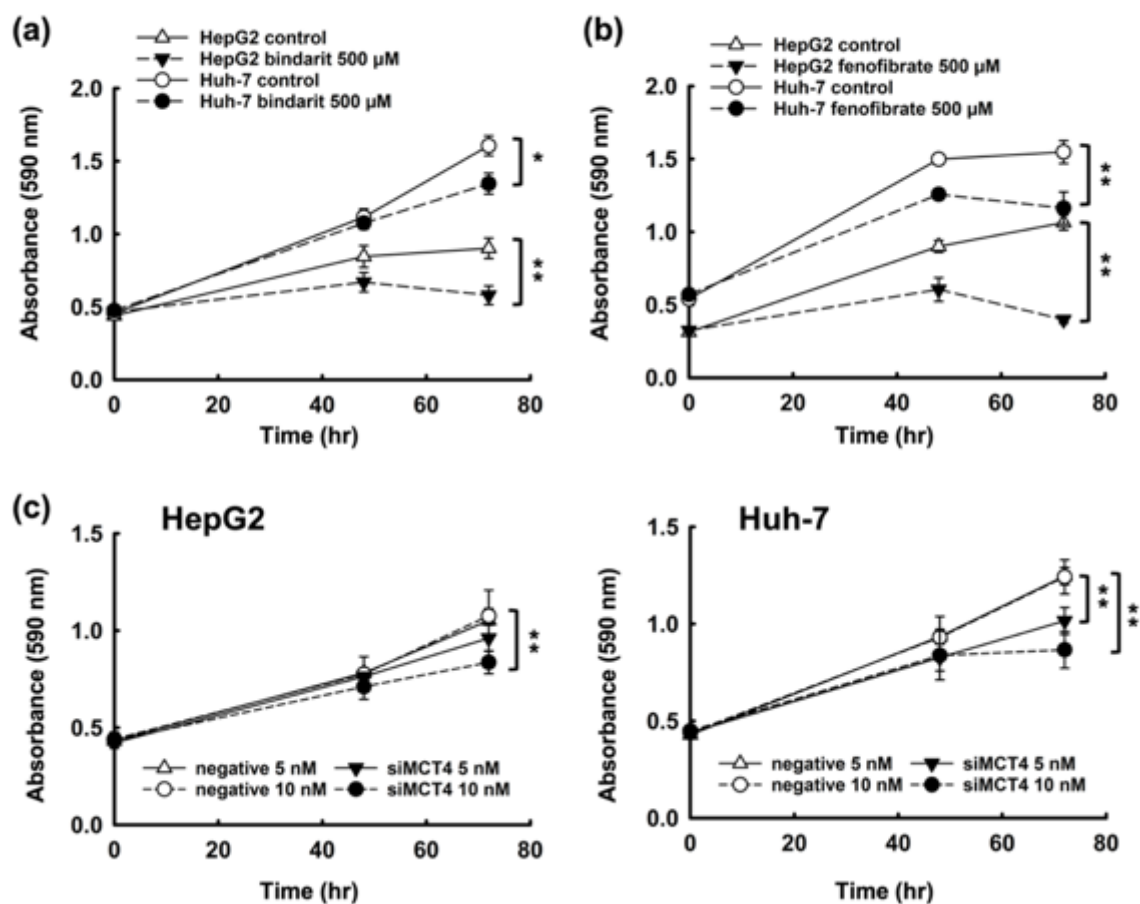 (a)
HepG2 control
HepG2 bindarit 500 μM
Huh-7 control
Huh-7 bindarit 500 μM
2.0
1.5
1.0
0.5
0.0
Absorbance (590 nm)
*
**
0 20 40 60 80
Time (hr)
(b)
HepG2 control
HepG2 fenofibrate 500 μM
Huh-7 control
Huh-7 fenofibrate 500 μM
2.0
1.5
1.0
0.5
0.0
Absorbance (590 nm)
**
**
0 20 40 60 80
Time (hr)
(c)
HepG2
1.5
1.0
0.5
0.0
Absorbance (590 nm)
**
negative 5 nM siMCT4 5 nM
negative 10 nM siMCT4 10 nM
0 20 40 60 80
Time (hr)
Huh-7
1.5
1.0
0.5
0.0
Absorbance (590 nm)
**
**
negative 5 nM siMCT4 5 nM
negative 10 nM siMCT4 10 nM
0 20 40 60 80
Time (hr)